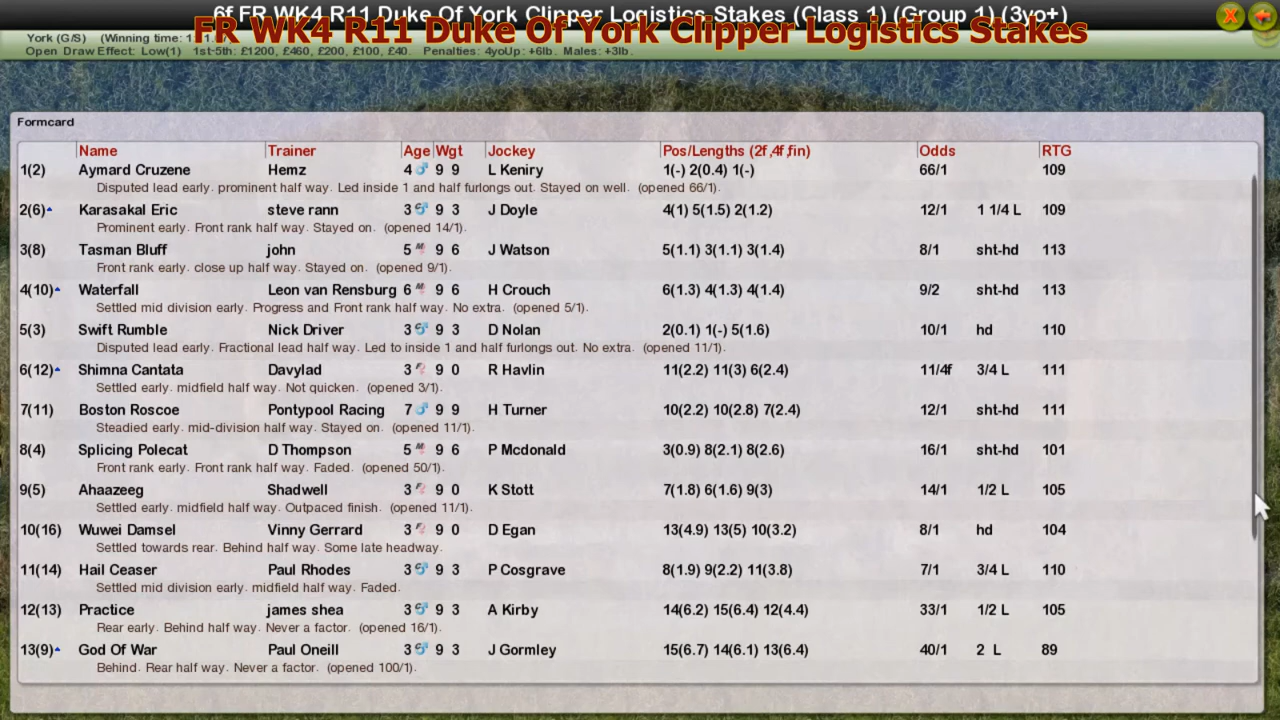 6f FR WK4 R11 Duke Of York Clipper Logistics Stakes (Class 1) (Group 1) (3yo+)
FR WK4 R11 Duke Of York Clipper Logistics Stakes
York (G/S) (Winning time: 1
Open Draw Effect: Low(1) 1st-5th: £1200, £460, £200, £100, £40. Penalties: 4yoUp: +6lb. Males: +3lb.
Formcard
Name Trainer Age Wgt Jockey Pos/Lengths (2f,4f,fin) Odds RTG
1(2) Aymard Cruzene Hemz 4 9 9 L Keniry 1(-) 2(0.4) 1(-) 66/1 109
Disputed lead early. prominent half way. Led inside 1 and half furlongs out. Stayed on well. (opened 66/1).
2(6) Karasakal Eric steve rann 3 9 3 J Doyle 4(1) 5(1.5) 2(1.2) 12/1 1 1/4 L 109
Prominent early. Front rank half way. Stayed on. (opened 14/1).
3(8) Tasman Bluff john 5 9 6 J Watson 5(1.1) 3(1.1) 3(1.4) 8/1 sht-hd 113
Front rank early. close up half way. Stayed on. (opened 9/1).
4(10) Waterfall Leon van Rensburg 6 9 6 H Crouch 6(1.3) 4(1.3) 4(1.4) 9/2 sht-hd 113
Settled mid division early. Progress and Front rank half way. No extra. (opened 5/1).
5(3) Swift Rumble Nick Driver 3 9 3 D Nolan 2(0.1) 1(-) 5(1.6) 10/1 hd 110
Disputed lead early. Fractional lead half way. Led to inside 1 and half furlongs out. No extra. (opened 11/1).
6(12) Shimna Cantata Davylad 3 9 0 R Havlin 11(2.2) 11(3) 6(2.4) 11/4f 3/4 L 111
Settled early. midfield half way. Not quicken. (opened 3/1).
7(11) Boston Roscoe Pontypool Racing 7 9 9 H Turner 10(2.2) 10(2.8) 7(2.4) 12/1 sht-hd 111
Steadied early. mid-division half way. Stayed on. (opened 11/1).
8(4) Splicing Polecat D Thompson 5 9 6 P Mcdonald 3(0.9) 8(2.1) 8(2.6) 16/1 sht-hd 101
Front rank early. Front rank half way. Faded. (opened 50/1).
9(5) Ahaazeeg Shadwell 3 9 0 K Stott 7(1.8) 6(1.6) 9(3) 14/1 1/2 L 105
Settled early. midfield half way. Outpaced finish. (opened 11/1).
10(16) Wuwei Damsel Vinny Gerrard 3 9 0 D Egan 13(4.9) 13(5) 10(3.2) 8/1 hd 104
Settled towards rear. Behind half way. Some late headway.
11(14) Hail Ceaser Paul Rhodes 3 9 3 P Cosgrave 8(1.9) 9(2.2) 11(3.8) 7/1 3/4 L 110
Settled mid division early. midfield half way. Faded.
12(13) Practice james shea 3 9 3 A Kirby 14(6.2) 15(6.4) 12(4.4) 33/1 1/2 L 105
Rear early. Behind half way. Never a factor. (opened 16/1).
13(9) God Of War Paul Oneill 3 9 3 J Gormley 15(6.7) 14(6.1) 13(6.4) 40/1 2 L 89
Behind. Rear half way. Never a factor. (opened 100/1).